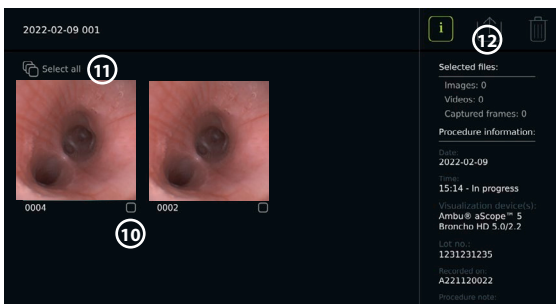 2022-02-09 001
i
12
Select all
11
0004
0002
10
Selected files:
Images: 0
Videos: 0
Captured frames: 0
Procedure information:
Date:
2022-02-09
Time:
15:14 - In progress
Visualization device(s):
Ambu® aScope™ 5
Broncho HD 5.0/2.2
Lot no.:
1231231235
Recorded on:
A221120022
Procedure note: